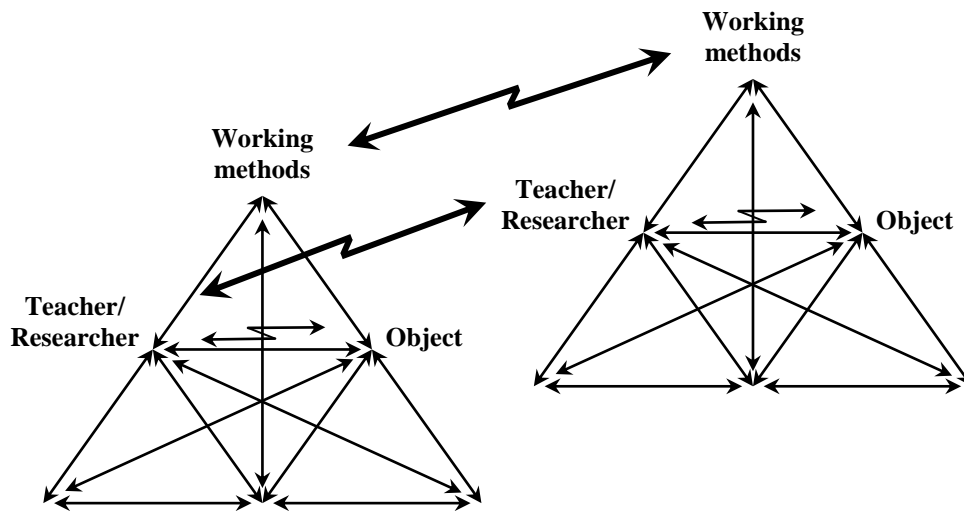 Working
methods
Working
methods
Teacher/
Researcher
Object
Teacher/
Researcher
Object